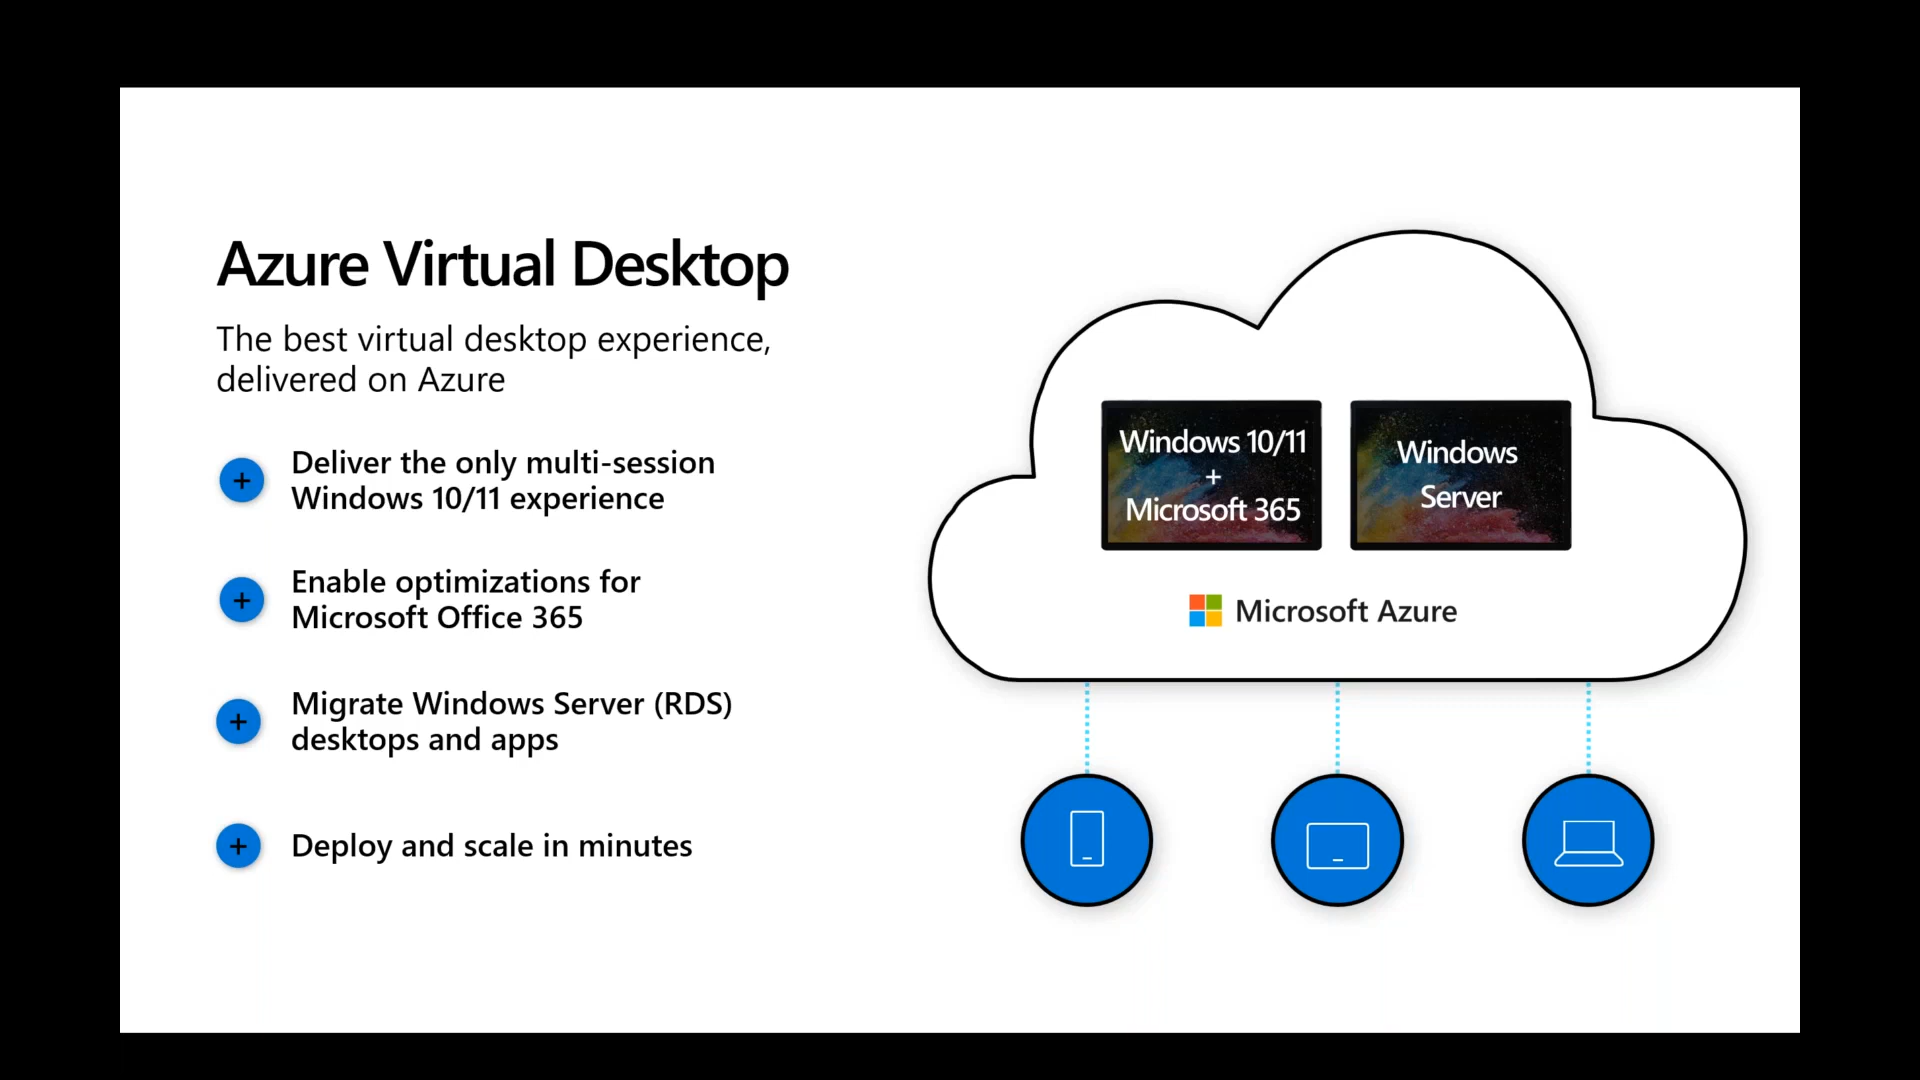 Azure Virtual Desktop
The best virtual desktop experience,
delivered on Azure
+ Deliver the only multi-session
Windows 10/11 experience
+ Enable optimizations for
Microsoft Office 365
+ Migrate Windows Server (RDS)
desktops and apps
+ Deploy and scale in minutes
Windows 10/11
+
Microsoft 365
Windows
Server
Microsoft Azure